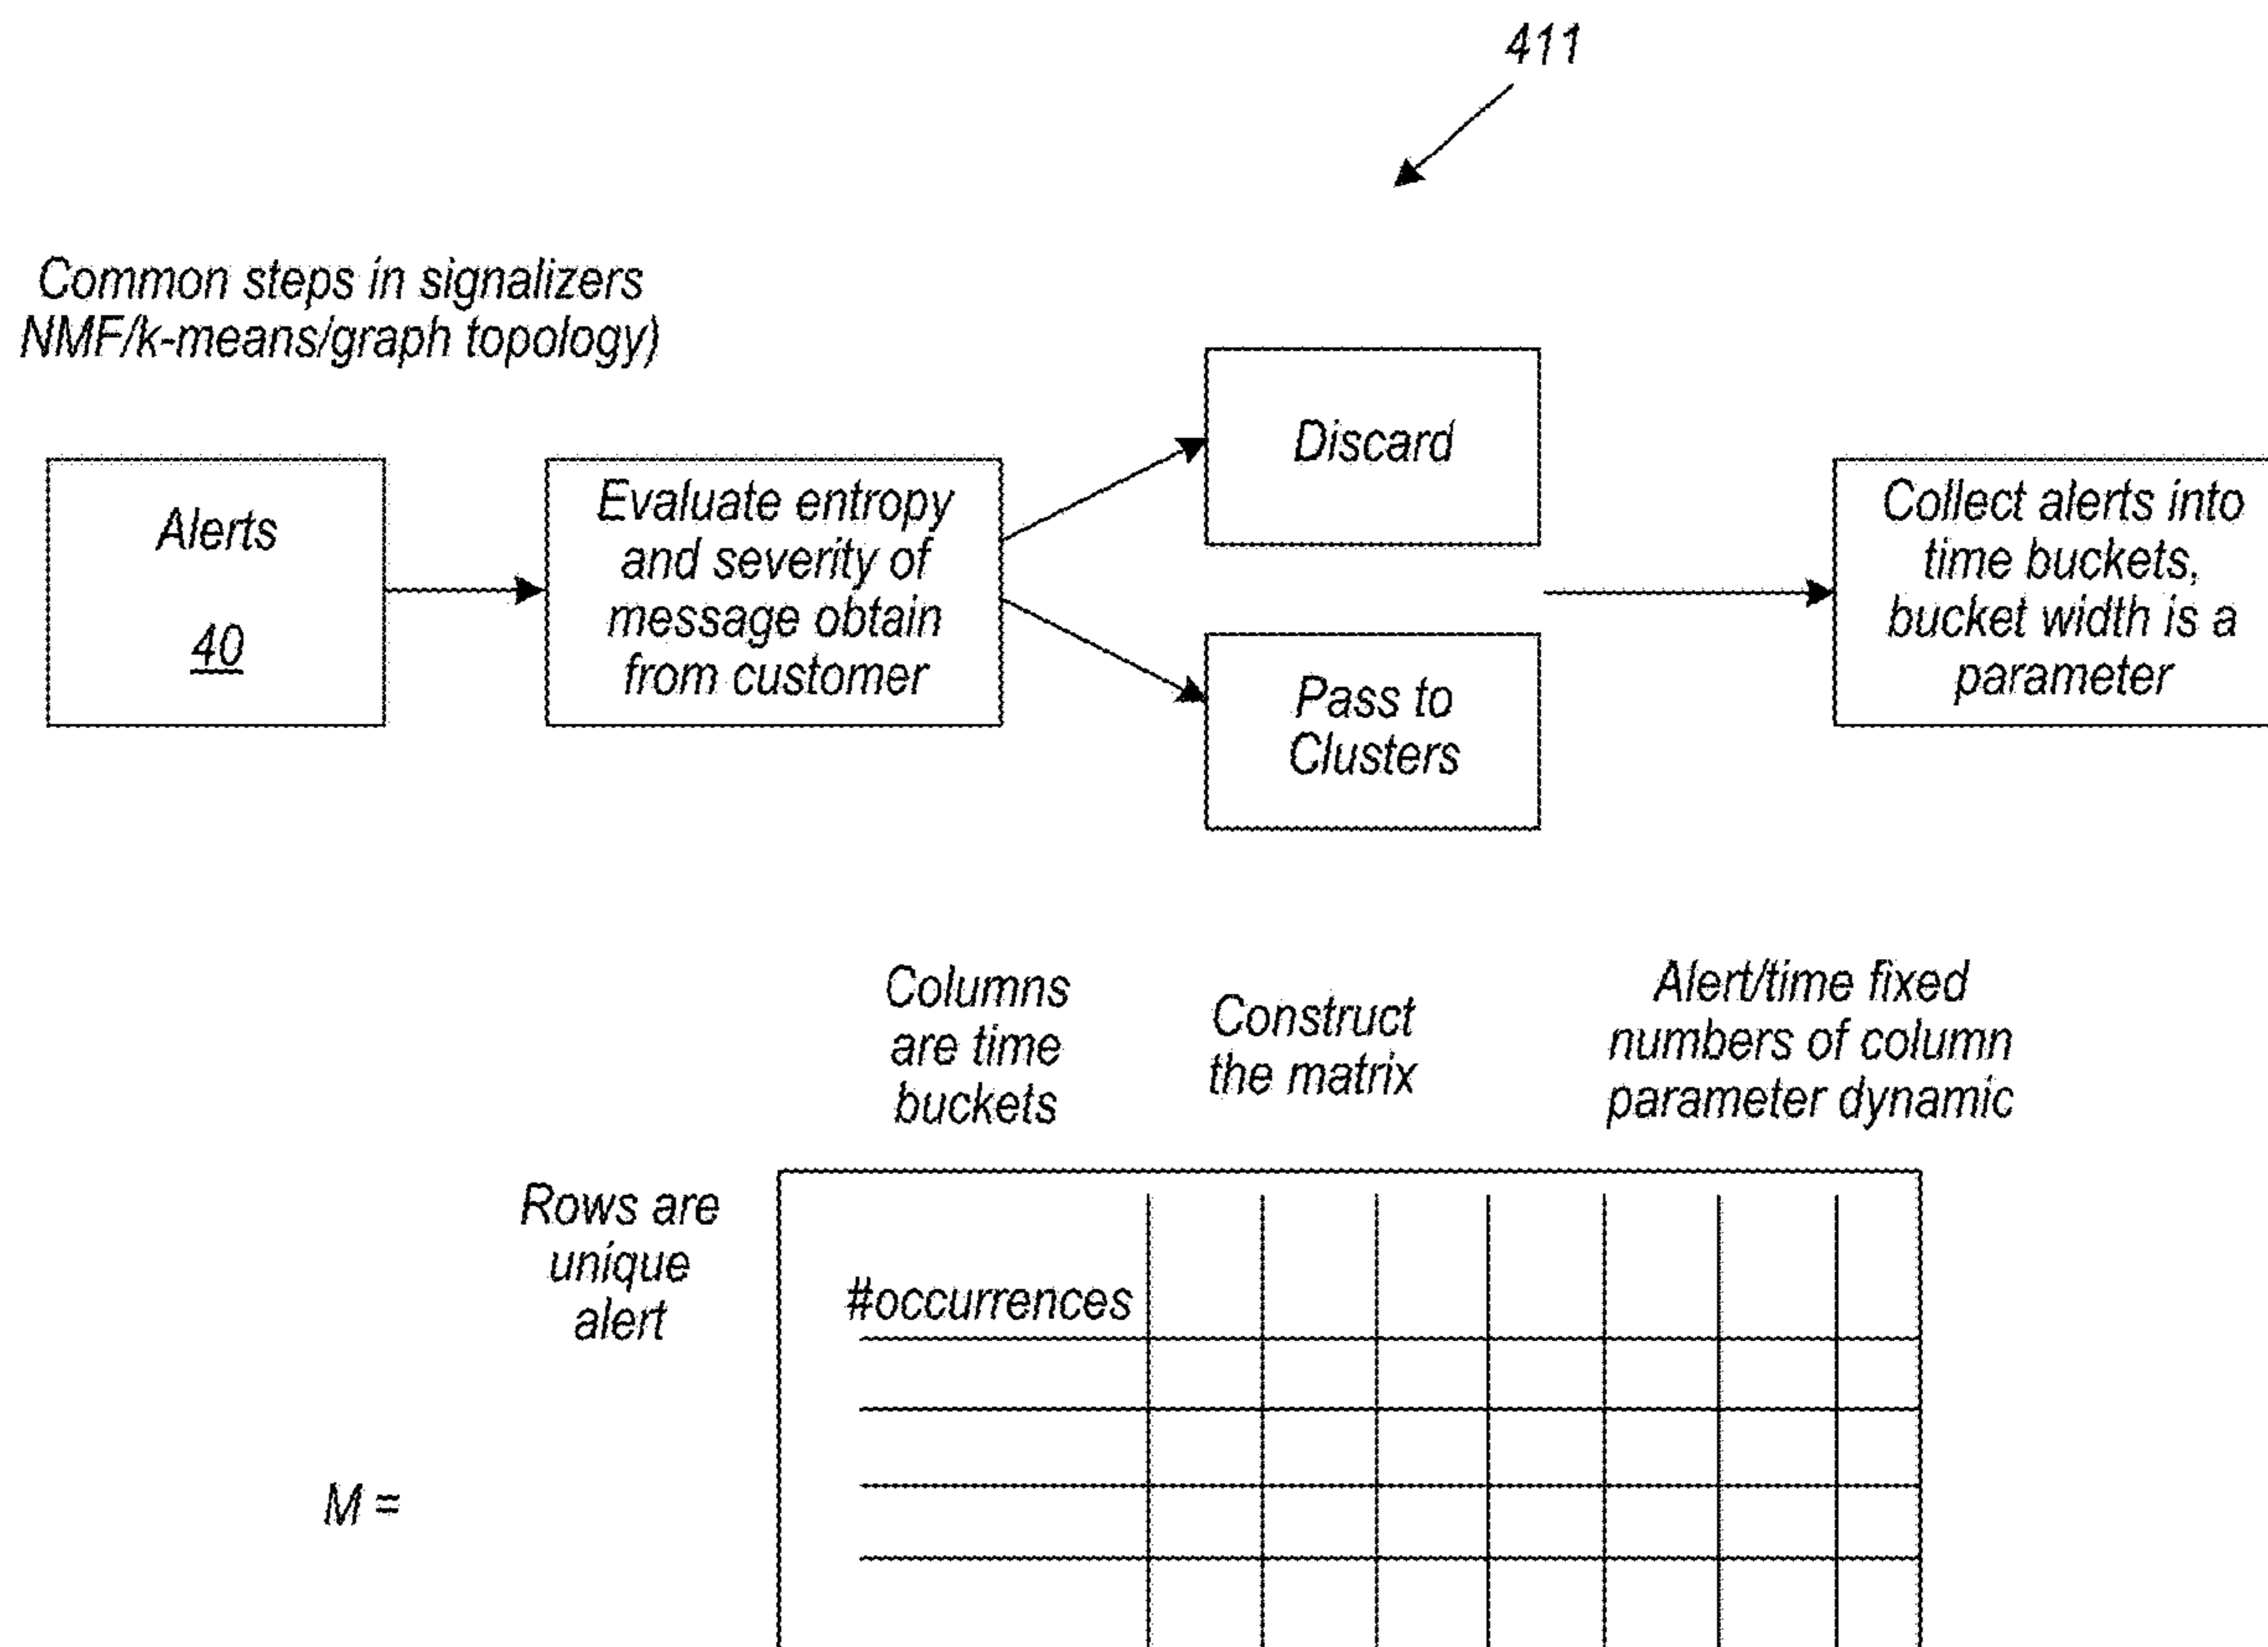 411
Common steps in signalizers
NMF/k-means/graph topology)
Alerts
40
Evaluate entropy
and severity of
message obtain
from customer
Discard
Pass to
Clusters
Collect alerts into
time buckets,
bucket width is a
parameter
Columns
are time
buckets
Construct
the matrix
Alert/time fixed
numbers of column
parameter dynamic
Rows are
unique
alert
#occurrences
M =